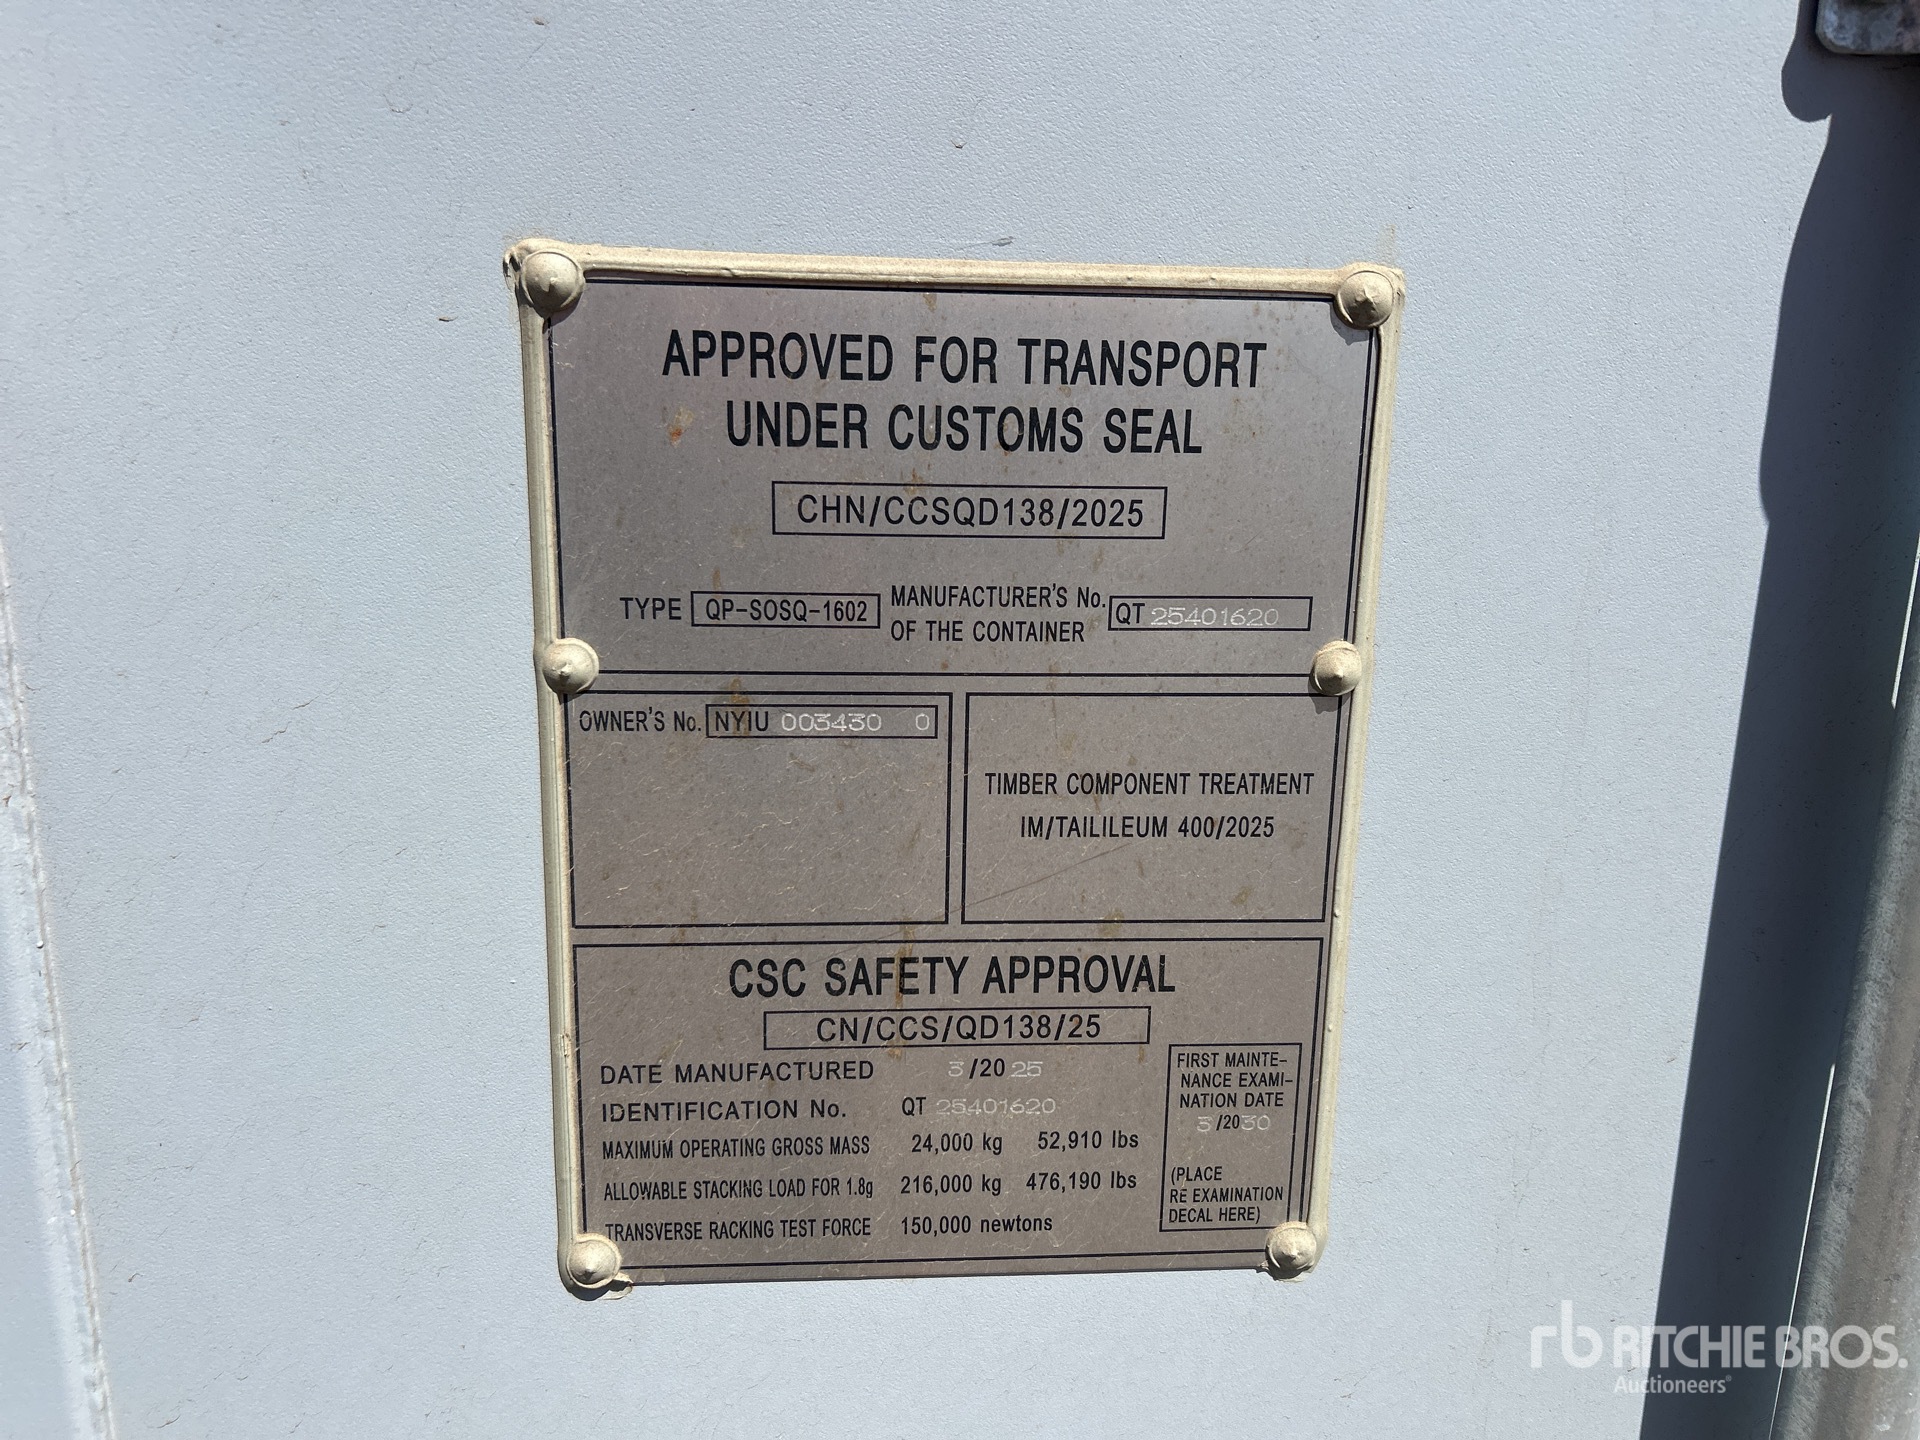 APPROVED FOR TRANSPORT
UNDER CUSTOMS SEAL
CHN/CCSQD138/2025
TYPE QP-SOSQ-1602 MANUFACTURER'S No. OF THE CONTAINER QT 25401620
OWNER'S No. NYIU 003430 0
TIMBER COMPONENT TREATMENT
IM/TAILILEUM 400/2025
CSC SAFETY APPROVAL
CN/CCS/QD138/25
DATE MANUFACTURED 3/2025
IDENTIFICATION No. QT 25401620
MAXIMUM OPERATING GROSS MASS 24,000 kg 52,910 lbs
ALLOWABLE STACKING LOAD FOR 1.8g 216,000 kg 476,190 lbs
TRANSVERSE RACKING TEST FORCE 150,000 newtons
FIRST MAINTE-
NANCE EXAMI-
NATION DATE
3/2030
(PLACE
RE EXAMINATION
DECAL HERE)
rb RITCHIE BROS.
Auctioneers®